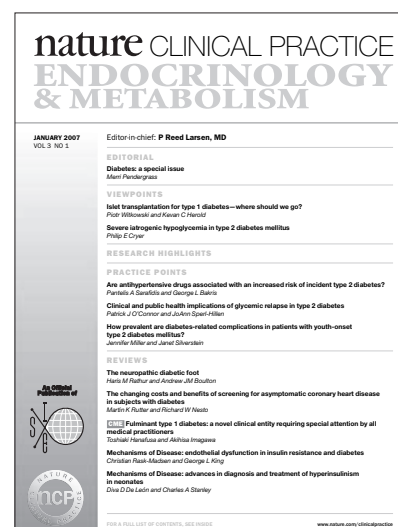 nature CLINICAL PRACTICE
ENDOCRINOLOGY
& METABOLISM
JANUARY 2007
VOL 3 NO 1
Editor-in-chief: P Reed Larsen, MD
EDITORIAL
Diabetes: a special issue
Merri Pendergrass
VIEWPOINTS
Islet transplantation for type 1 diabetes—where should we go?
Piotr Witkowski and Kevan C Herold
Severe iatrogenic hypoglycemia in type 2 diabetes mellitus
Philip E Cryer
RESEARCH HIGHLIGHTS
PRACTICE POINTS
Are antihypertensive drugs associated with an increased risk of incident type 2 diabetes?
Pantelis A Sarafidis and George L Bakris
Clinical and public health implications of glycemic relapse in type 2 diabetes
Patrick J O'Connor and JoAnn Sperl-Hillen
How prevalent are diabetes-related complications in patients with youth-onset
type 2 diabetes mellitus?
Jennifer Miller and Janet Silverstein
REVIEWS
The neuropathic diabetic foot
Haris M Rathur and Andrew JM Boulton
The changing costs and benefits of screening for asymptomatic coronary heart disease
in subjects with diabetes
Martin K Rutter and Richard W Nesto
CME Fulminant type 1 diabetes: a novel clinical entity requiring special attention by all
medical practitioners
Toshiaki Hanafusa and Akihisa Imagawa
Mechanisms of Disease: endothelial dysfunction in insulin resistance and diabetes
Christian Rask-Madsen and George L King
Mechanisms of Disease: advances in diagnosis and treatment of hyperinsulinism
in neonates
Diva D De León and Charles A Stanley
An Official
Publication of
NATURE
ncp
FOR A FULL LIST OF CONTENTS, SEE INSIDE
www.nature.com/clinicalpractice